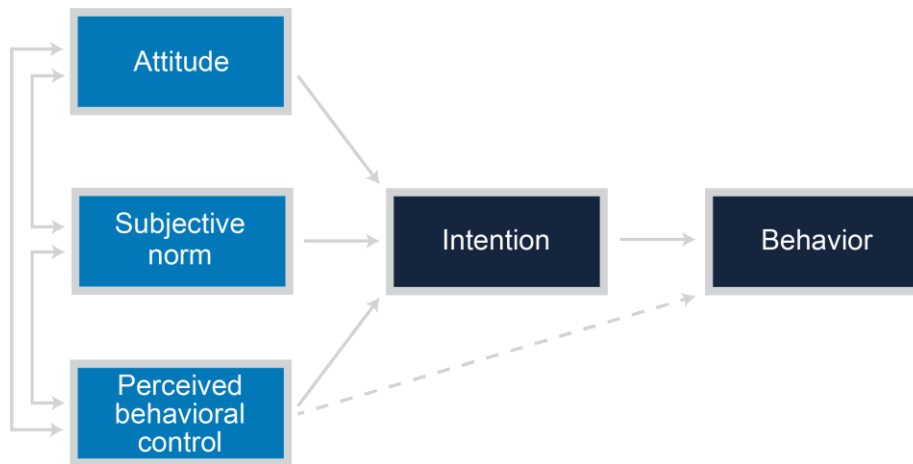 Attitude
Subjective
norm
Intention
Behavior
Perceived
behavioral
control